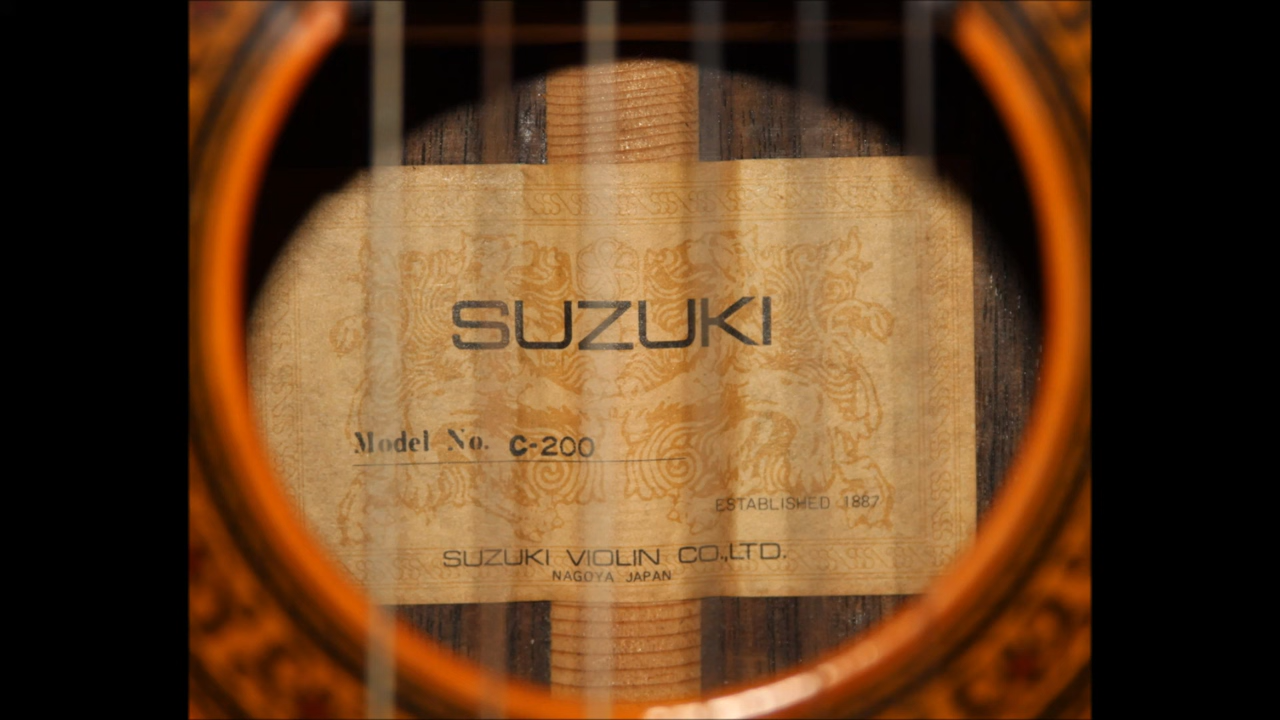 SUZUKI
Model No. C-200
ESTABLISHED 1887
SUZUKI VIOLIN CO.,LTD.
NAGOYA JAPAN